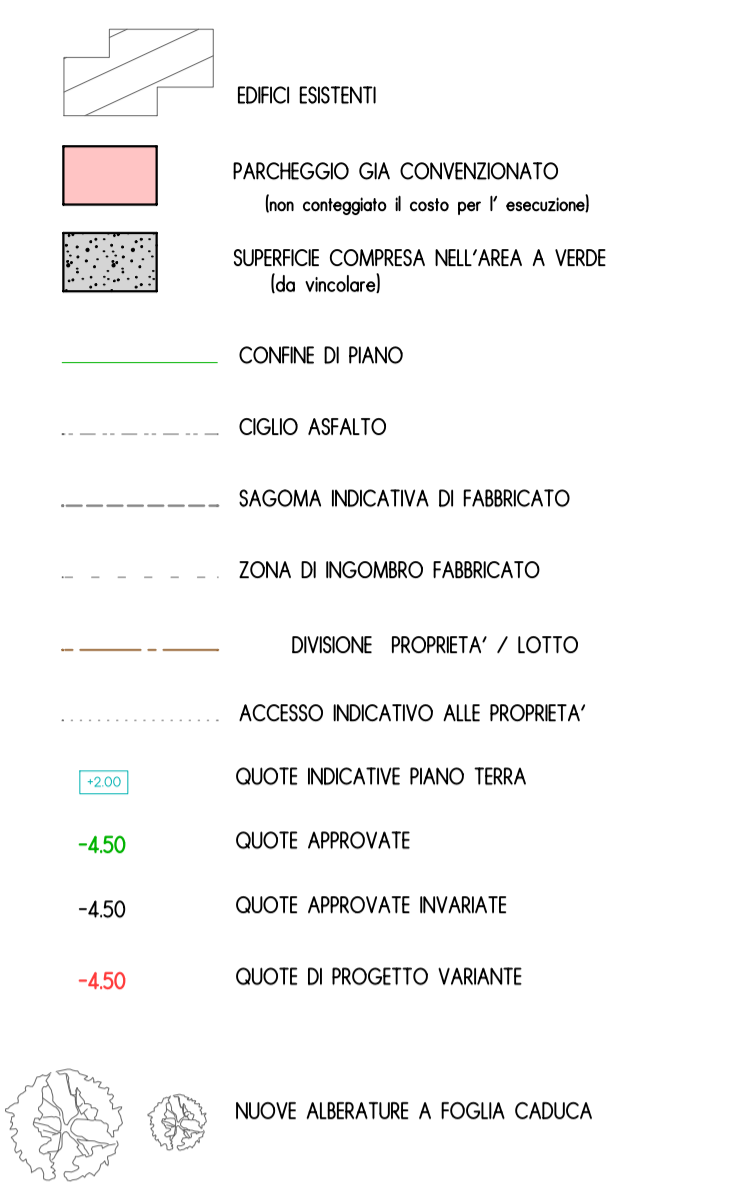 EDIFICI ESISTENTI
PARCHEGGIO GIA CONVENZIONATO
(non conteggiato il costo per l' esecuzione)
SUPERFICIE COMPRESA NELL'AREA A VERDE
(da vincolare)
CONFINE DI PIANO
CIGLIO ASFALTO
SAGOMA INDICATIVA DI FABBRICATO
ZONA DI INGOMBRO FABBRICATO
DIVISIONE PROPRIETA' / LOTTO
ACCESSO INDICATIVO ALLE PROPRIETA'
+2.00 QUOTE INDICATIVE PIANO TERRA
-4.50 QUOTE APPROVATE
-4.50 QUOTE APPROVATE INVARIATE
-4.50 QUOTE DI PROGETTO VARIANTE
NUOVE ALBERATURE A FOGLIA CADUCA